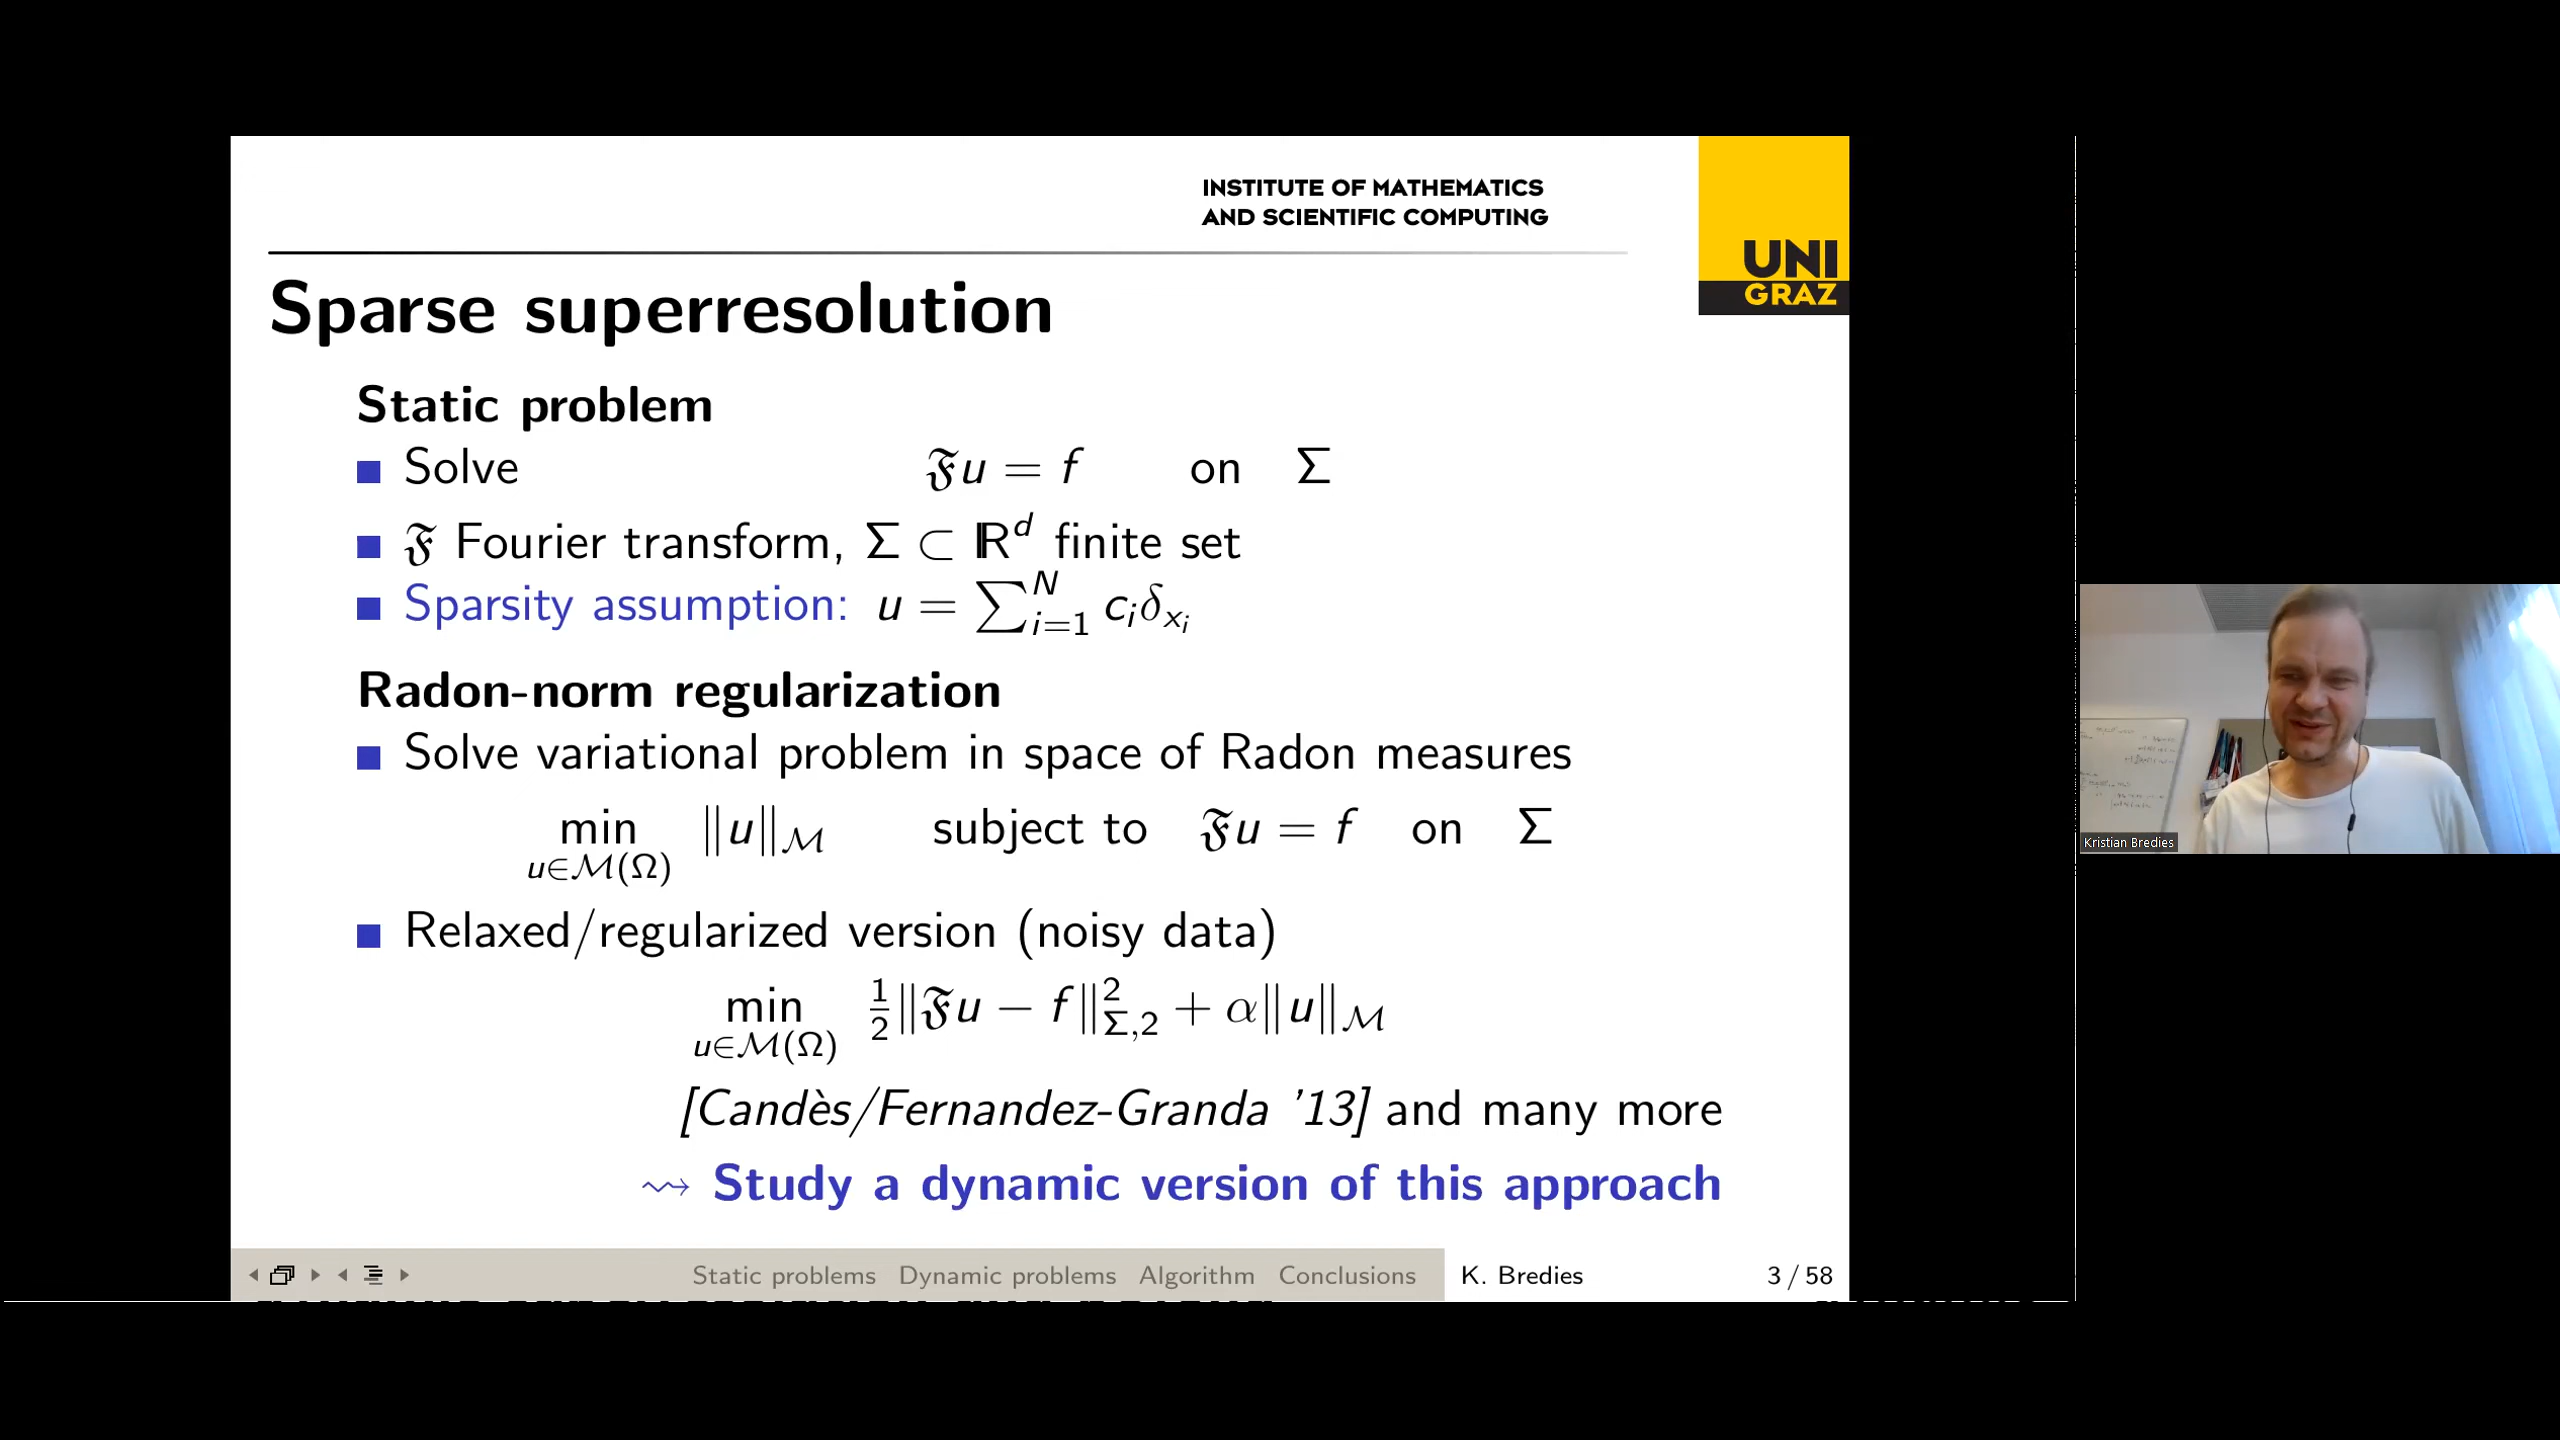 INSTITUTE OF MATHEMATICS
AND SCIENTIFIC COMPUTING
UNI
GRAZ
Sparse superresolution
Static problem
Solve 𝔉u = f on Σ
𝔉 Fourier transform, Σ ⊂ ℝ^d finite set
Sparsity assumption: u = ∑_{i=1}^{N} c_i δ_{x_i}
Radon-norm regularization
Solve variational problem in space of Radon measures
min_{u∈ℳ(Ω)} ‖u‖_ℳ subject to 𝔉u = f on Σ
Relaxed/regularized version (noisy data)
min_{u∈ℳ(Ω)} ½‖𝔉u − f‖²_{Σ,2} + α‖u‖_ℳ
[Candès/Fernandez-Granda '13] and many more
⇝ Study a dynamic version of this approach
Static problems Dynamic problems Algorithm Conclusions K. Bredies 3 / 58
Kristian Bredies